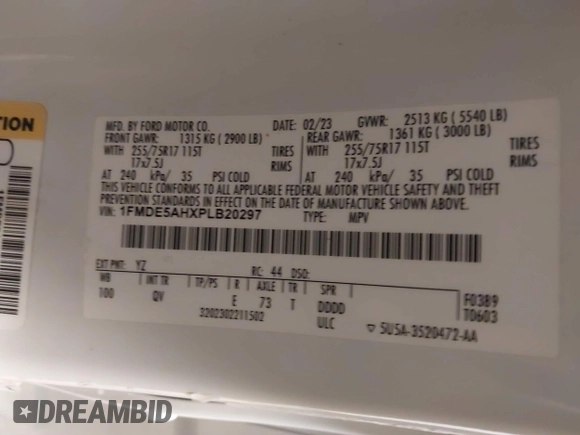 TION
MFD. BY FORD MOTOR CO. DATE: 02/23 GVWR: 2513 KG ( 5540 LB)
FRONT GAWR: 1315 KG ( 2900 LB) REAR GAWR: 1361 KG ( 3000 LB)
WITH 255/75R17 115T TIRES WITH 255/75R17 115T TIRES
17x7.5J RIMS 17x7.5J RIMS
AT 240 kPa/ 35 PSI COLD AT 240 kPa/ 35 PSI COLD
THIS VEHICLE CONFORMS TO ALL APPLICABLE FEDERAL MOTOR VEHICLE SAFETY AND THEFT
PREVENTION STANDARDS IN EFFECT ON THE DATE OF MANUFACTURE SHOWN ABOVE.
VIN: 1FMDE5AHXPLB20297 TYPE: MPV
EXT PNT: YZ RC: 44 DSO:
WB INT TR TP/PS R AXLE TR SPR
100 QV E 73 T DDDD
F0389
T0603
3202302211502 ULC 5USA-3520472-AA
DREAMBID